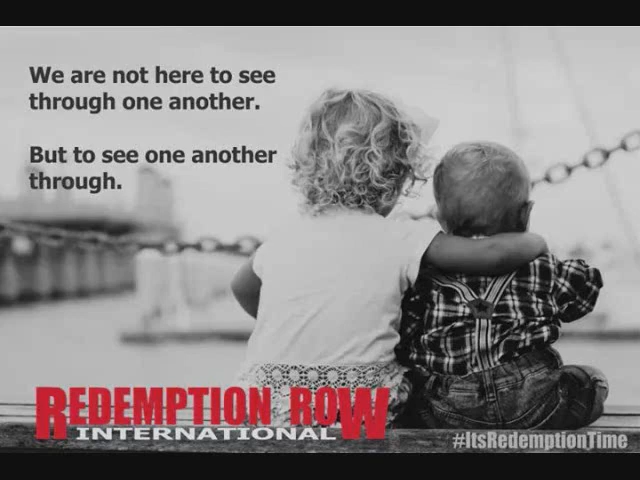 We are not here to see
through one another.
But to see one another
through.
REDEMPTION ROW
INTERNATIONAL
#ItsRedemptionTime